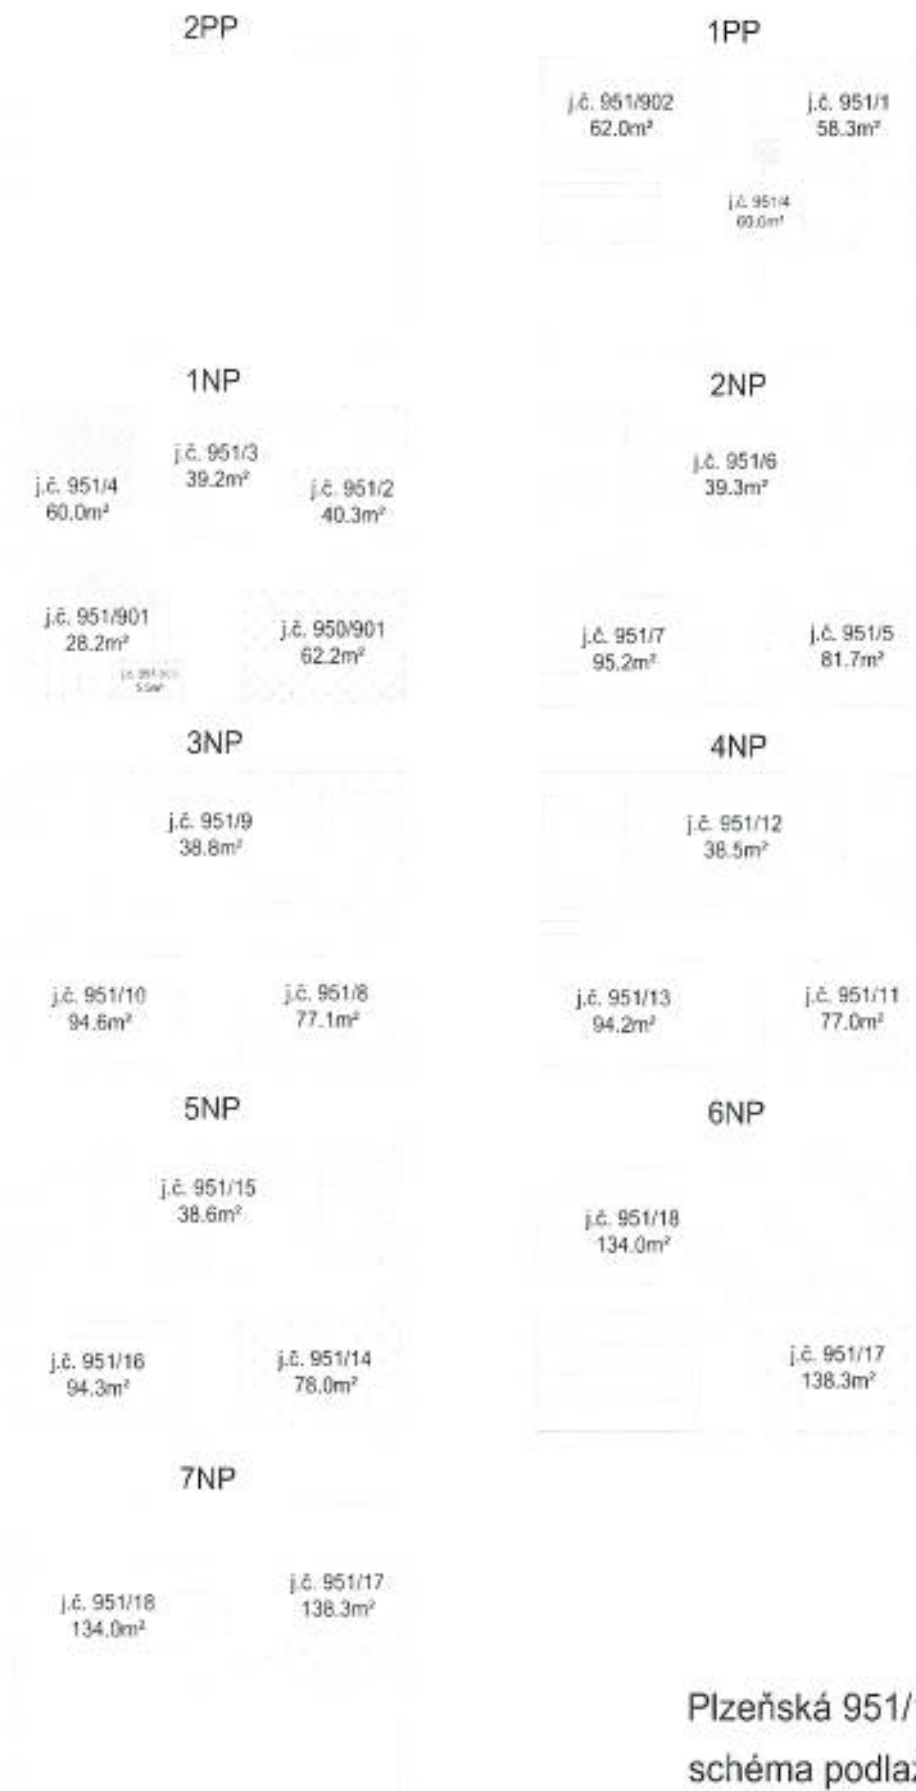 2PP
1PP
j.č. 951/902
62.0m²
j.č. 951/1
58.3m²
j.č. 951/4
60.0m²
1NP
j.č. 951/3
39.2m²
j.č. 951/4
60.0m²
j.č. 951/2
40.3m²
j.č. 951/901
28.2m²
j.č. 950/901
62.2m²
2NP
j.č. 951/6
39.3m²
j.č. 951/7
95.2m²
j.č. 951/5
81.7m²
3NP
j.č. 951/9
38.8m²
j.č. 951/10
94.6m²
j.č. 951/8
77.1m²
4NP
j.č. 951/12
38.5m²
j.č. 951/13
94.2m²
j.č. 951/11
77.0m²
5NP
j.č. 951/15
38.6m²
j.č. 951/16
94.3m²
j.č. 951/14
78.0m²
6NP
j.č. 951/18
134.0m²
j.č. 951/17
138.3m²
7NP
j.č. 951/18
134.0m²
j.č. 951/17
138.3m²
Plzeňská 951/
schéma